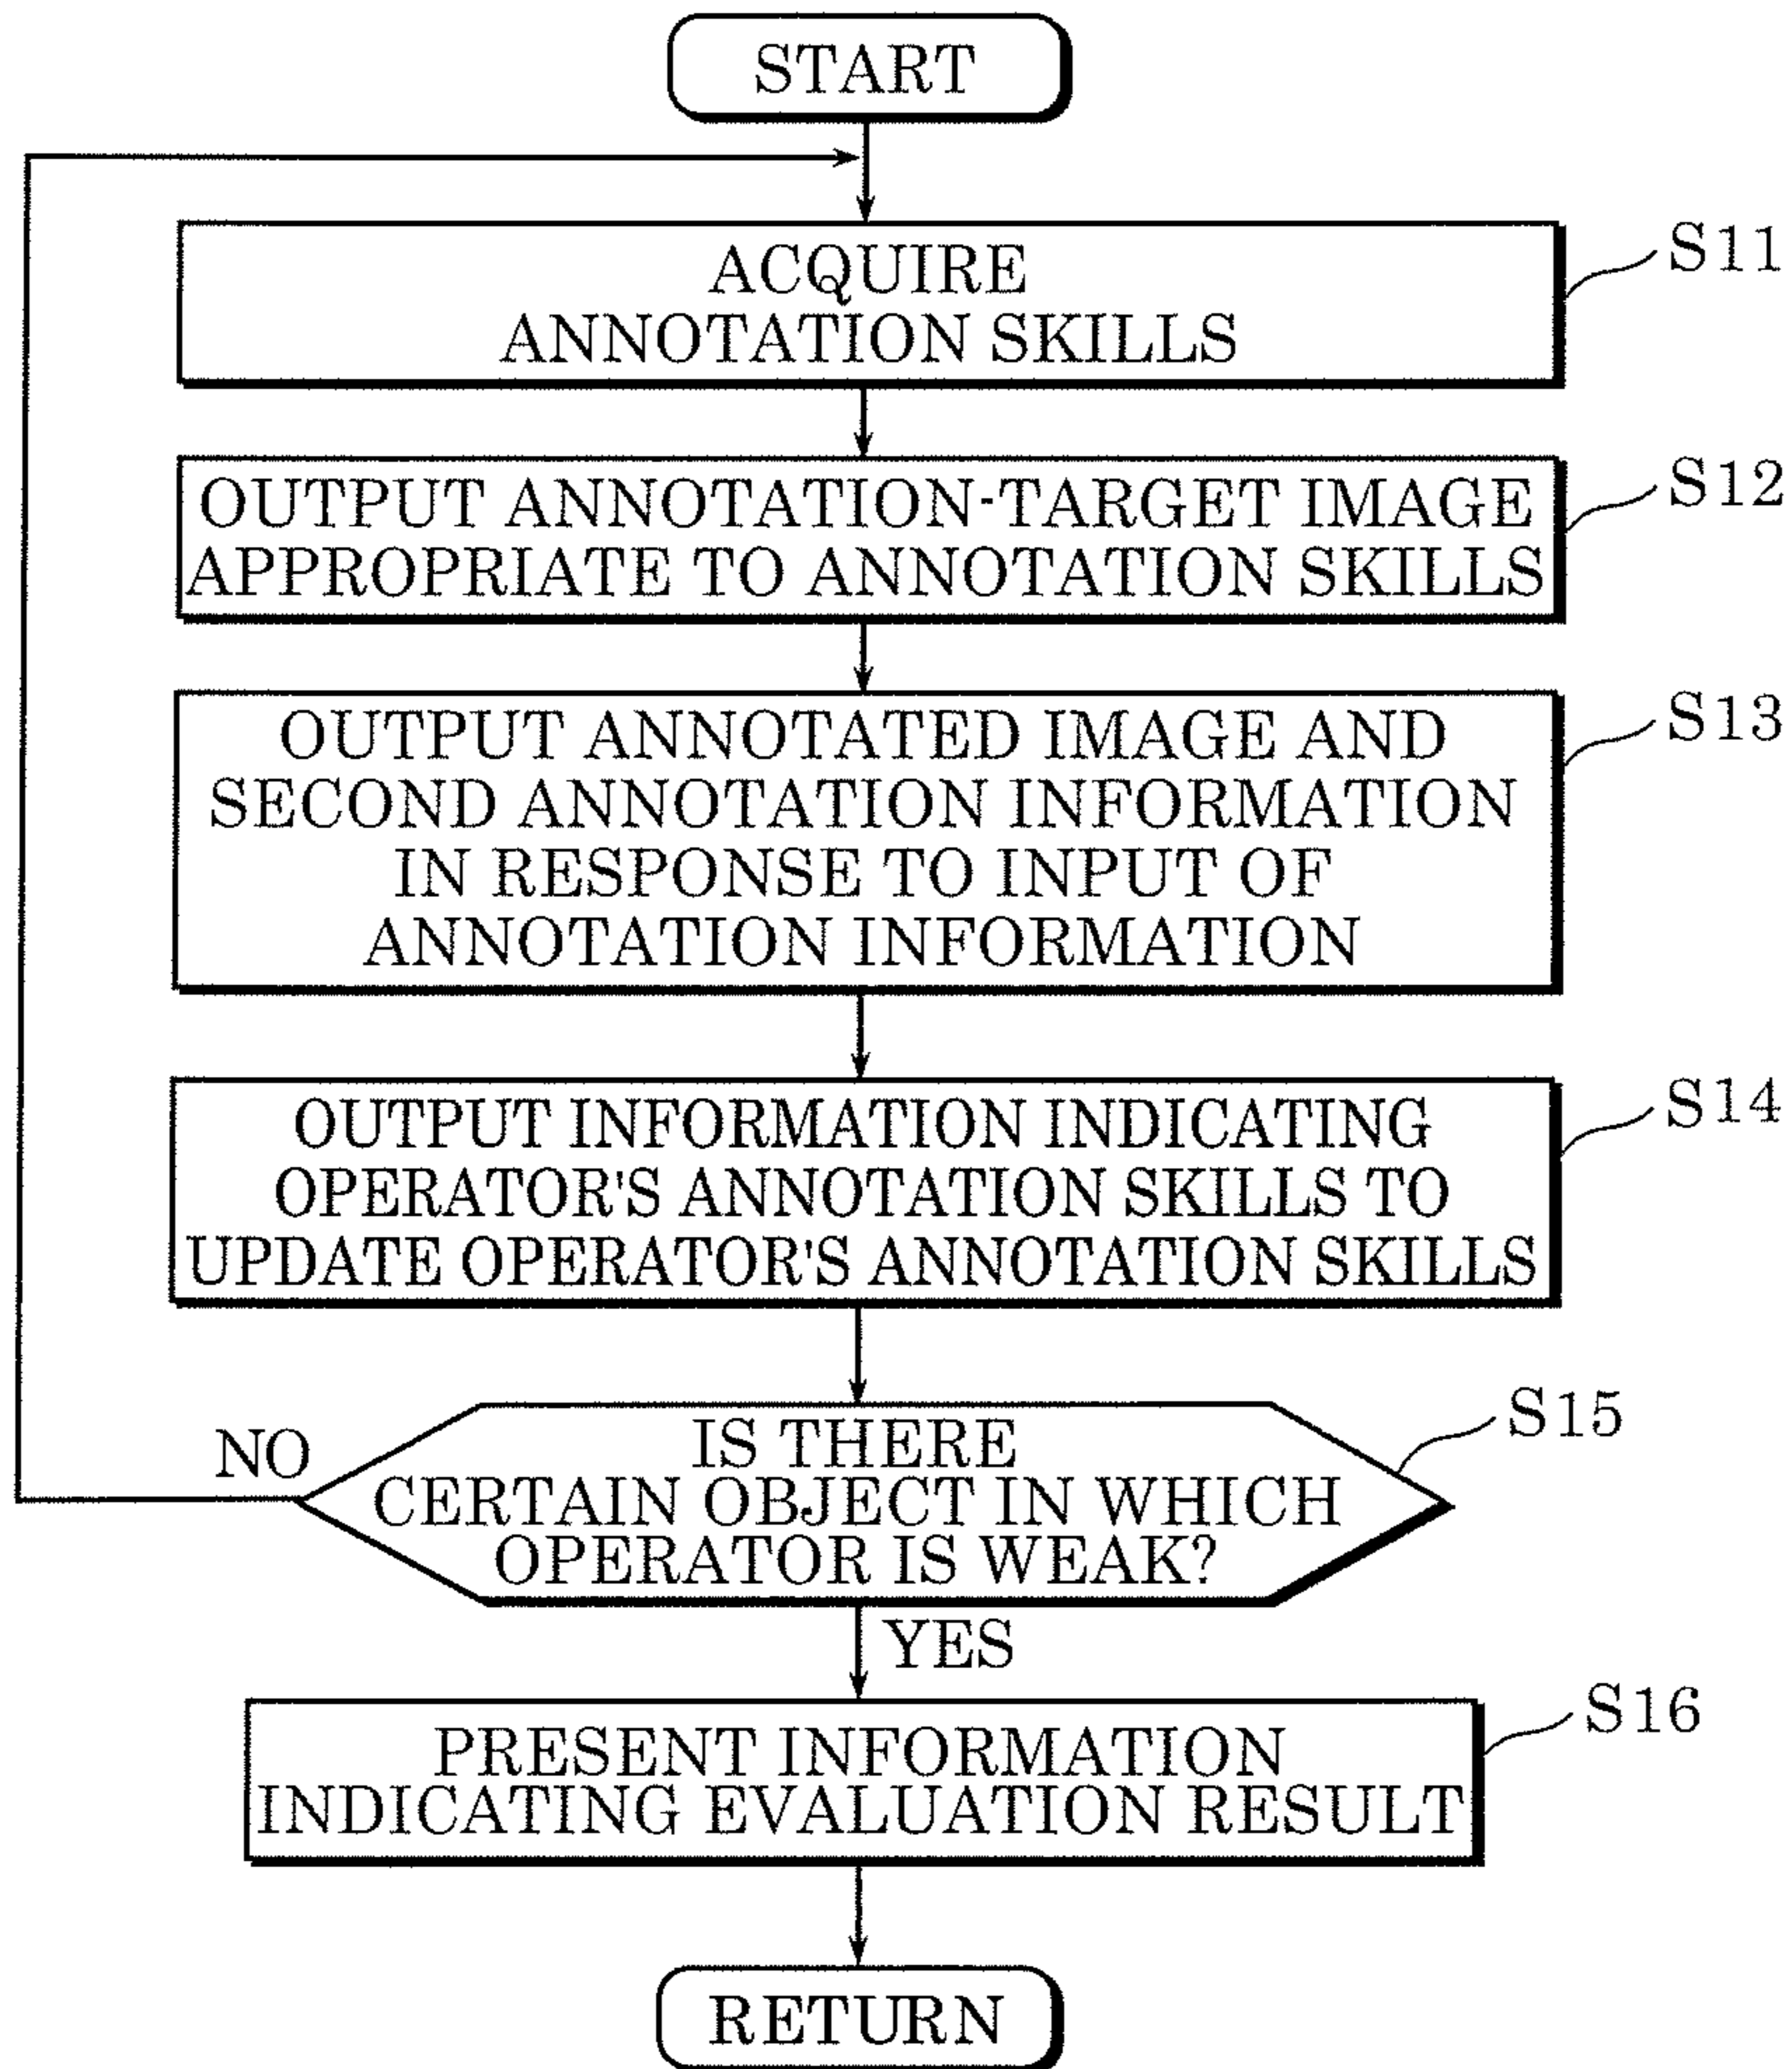 START
ACQUIRE
ANNOTATION SKILLS
S11
OUTPUT ANNOTATION-TARGET IMAGE
APPROPRIATE TO ANNOTATION SKILLS
S12
OUTPUT ANNOTATED IMAGE AND
SECOND ANNOTATION INFORMATION
IN RESPONSE TO INPUT OF
ANNOTATION INFORMATION
S13
OUTPUT INFORMATION INDICATING
OPERATOR'S ANNOTATION SKILLS TO
UPDATE OPERATOR'S ANNOTATION SKILLS
S14
IS THERE
CERTAIN OBJECT IN WHICH
OPERATOR IS WEAK?
S15
NO
YES
PRESENT INFORMATION
INDICATING EVALUATION RESULT
S16
RETURN